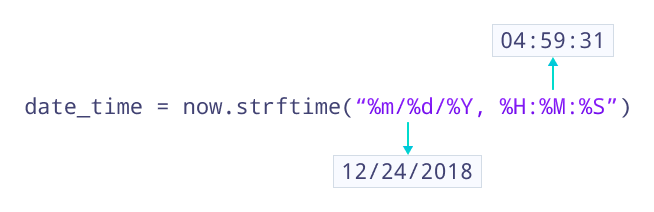 04:59:31
date_time = now.strftime(“%m/%d/%Y, %H:%M:%S”)
12/24/2018